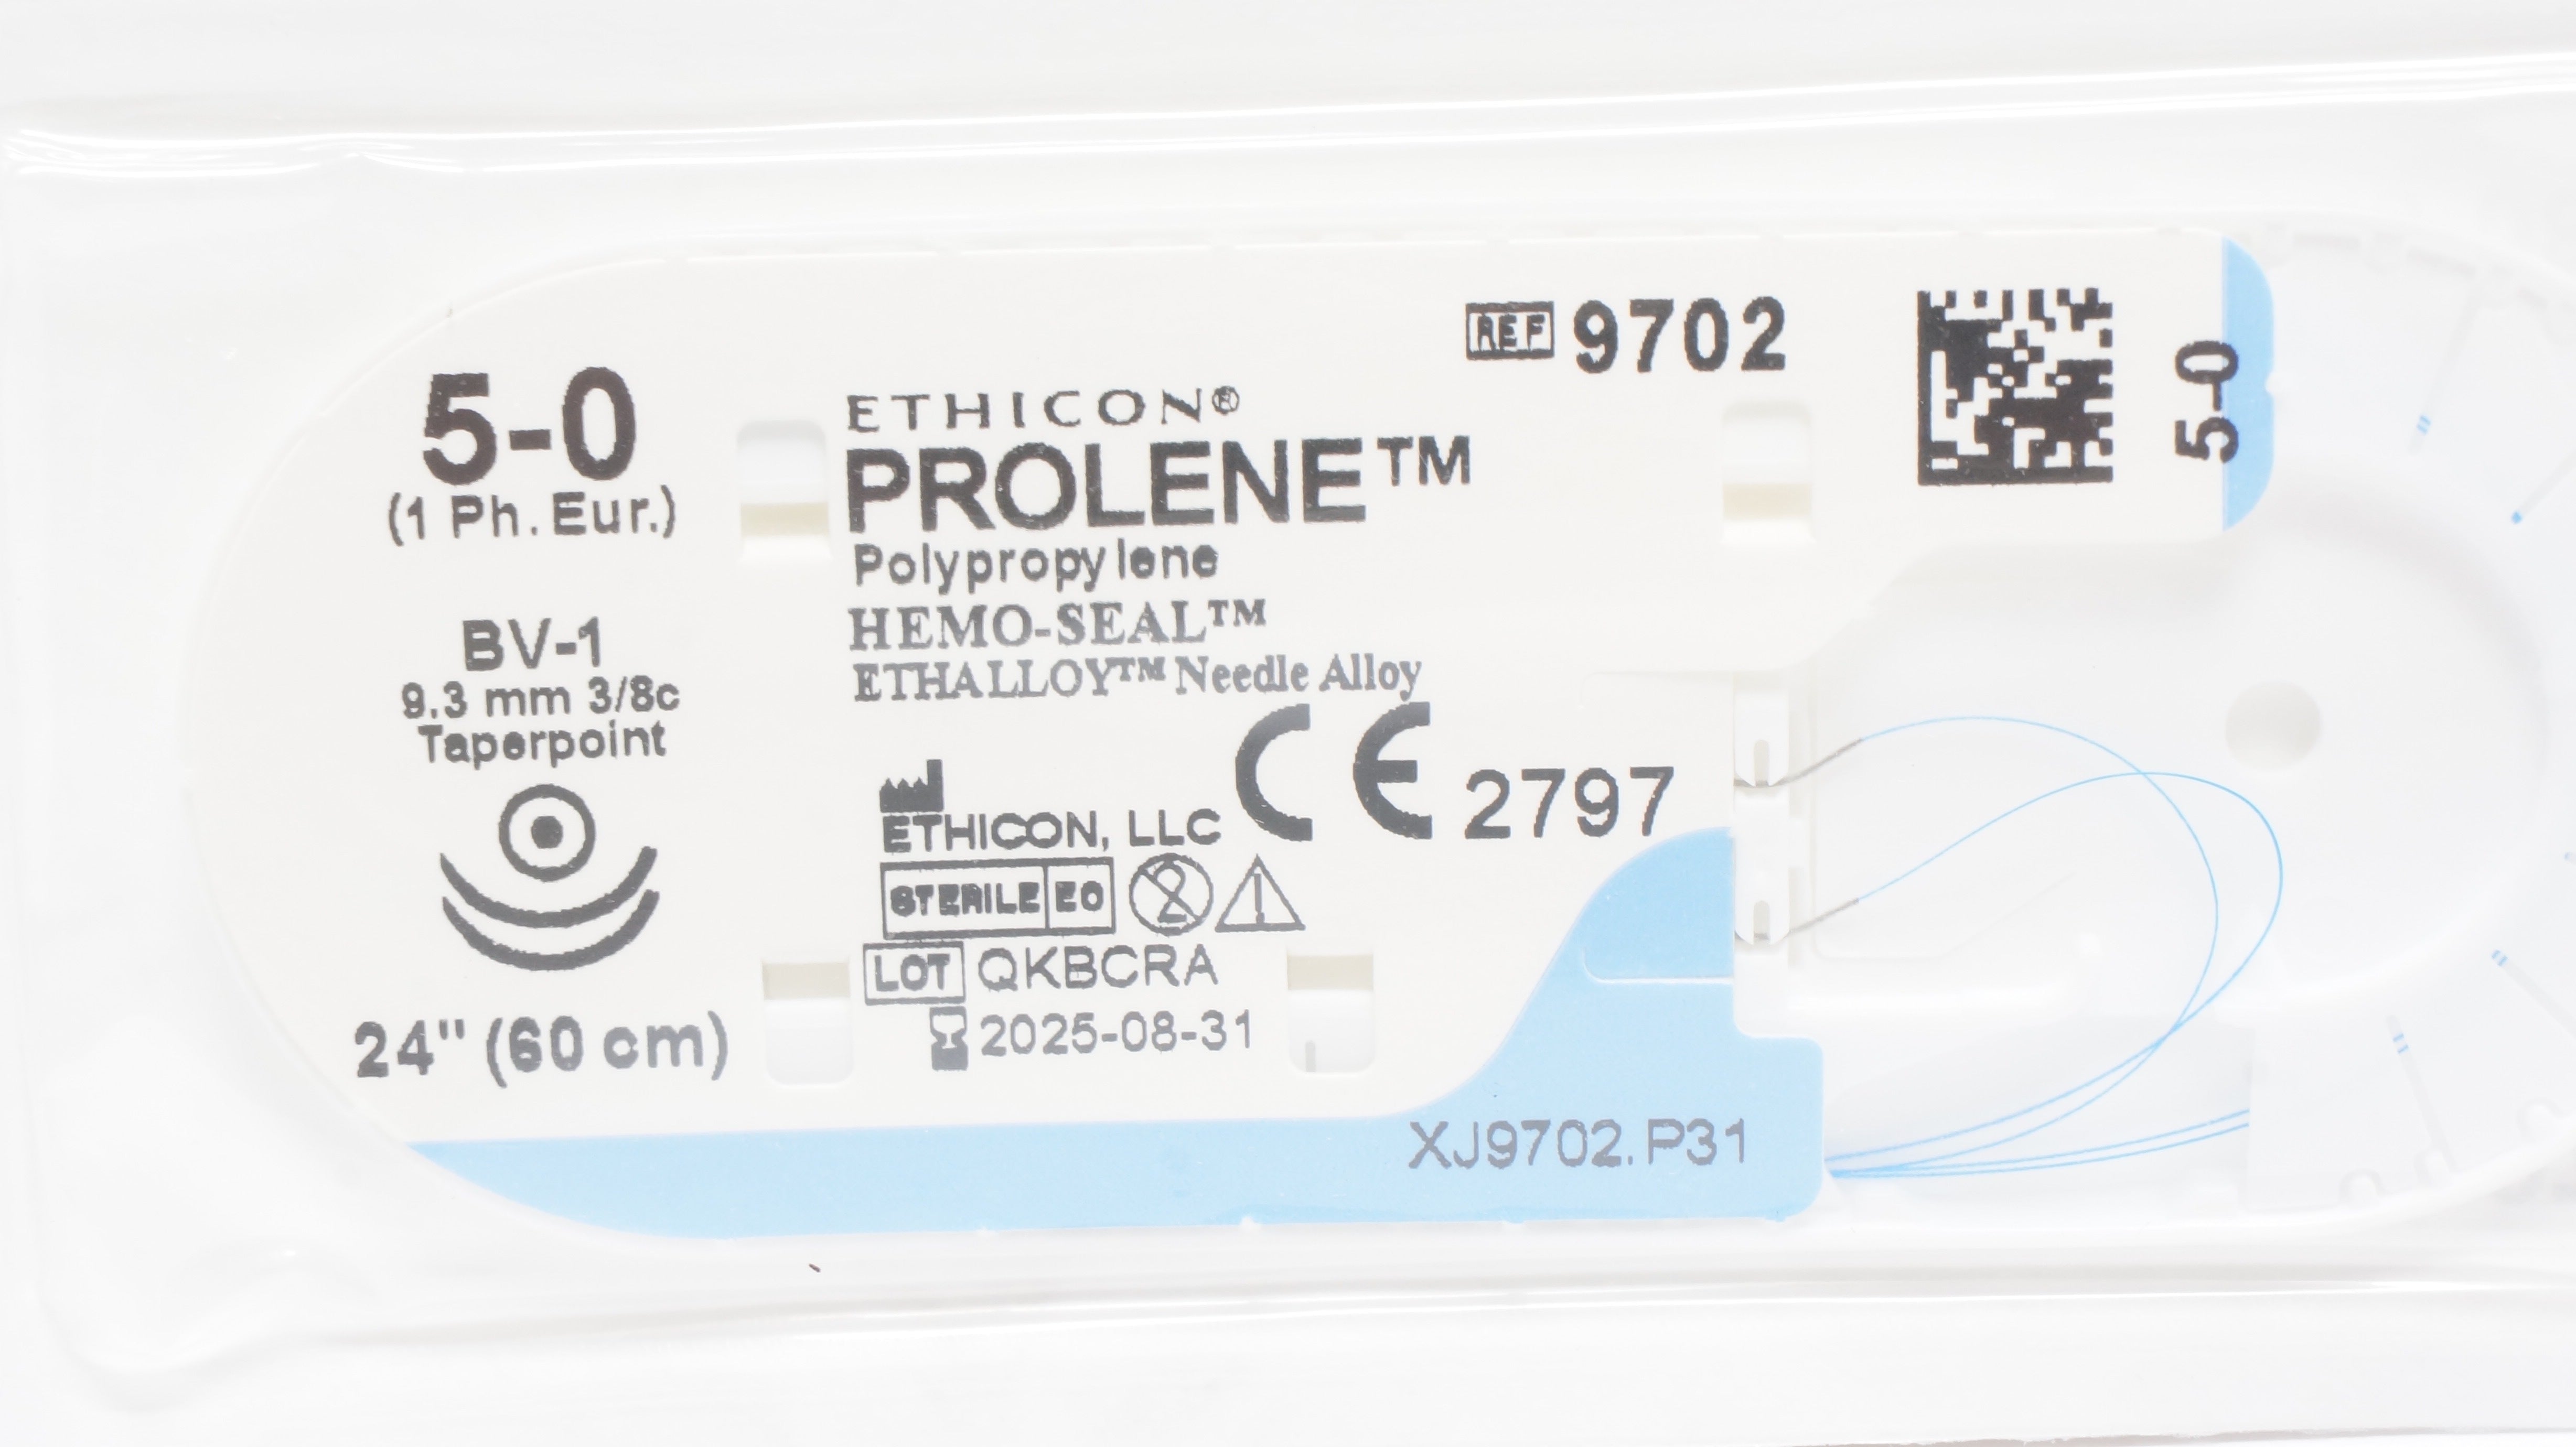 5-0
(1 Ph. Eur.)
BV-1
9.3 mm 3/8c
Taperpoint
24" (60 cm)
REF 9702
ETHICON®
PROLENE™
Polypropylene
HEMO-SEAL™
ETHALLOY™ Needle Alloy
CE 2797
ETHICON, LLC
STERILE EO 2 !
LOT QKBCRA
2025-08-31
XJ9702.P31
5-0